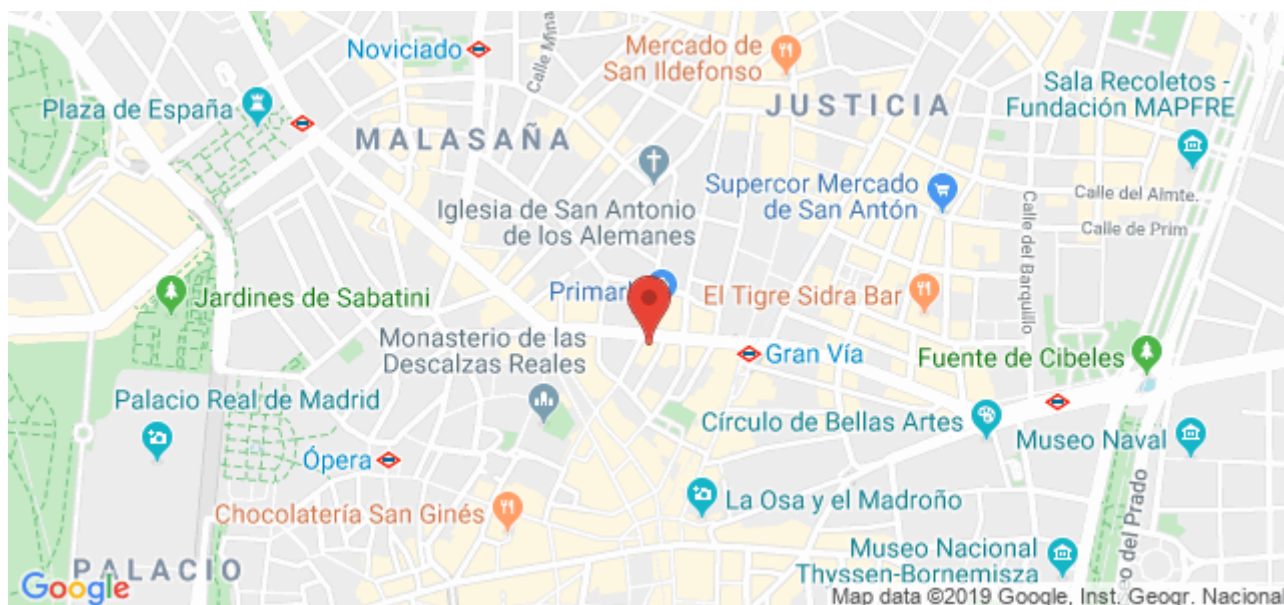 Noviciado
Calle Mina
Mercado de
San Ildefonso
Sala Recoletos -
Fundación MAPFRE
Plaza de España
JUSTICIA
MALASAÑA
Supercor Mercado
de San Antón
Calle del Almte.
Calle de Prim
Calle del Barquillo
Iglesia de San Antonio
de los Alemanes
Jardines de Sabatini
El Tigre Sidra Bar
Monasterio de las
Descalzas Reales
Gran Vía
Fuente de Cibeles
Palacio Real de Madrid
Círculo de Bellas Artes
Museo Naval
Ópera
La Osa y el Madroño
Chocolatería San Ginés
Museo Nacional
Thyssen-Bornemisza
o del Prado
PALACIO
Google
Map data ©2019 Google, Inst. Geogr. Naciona